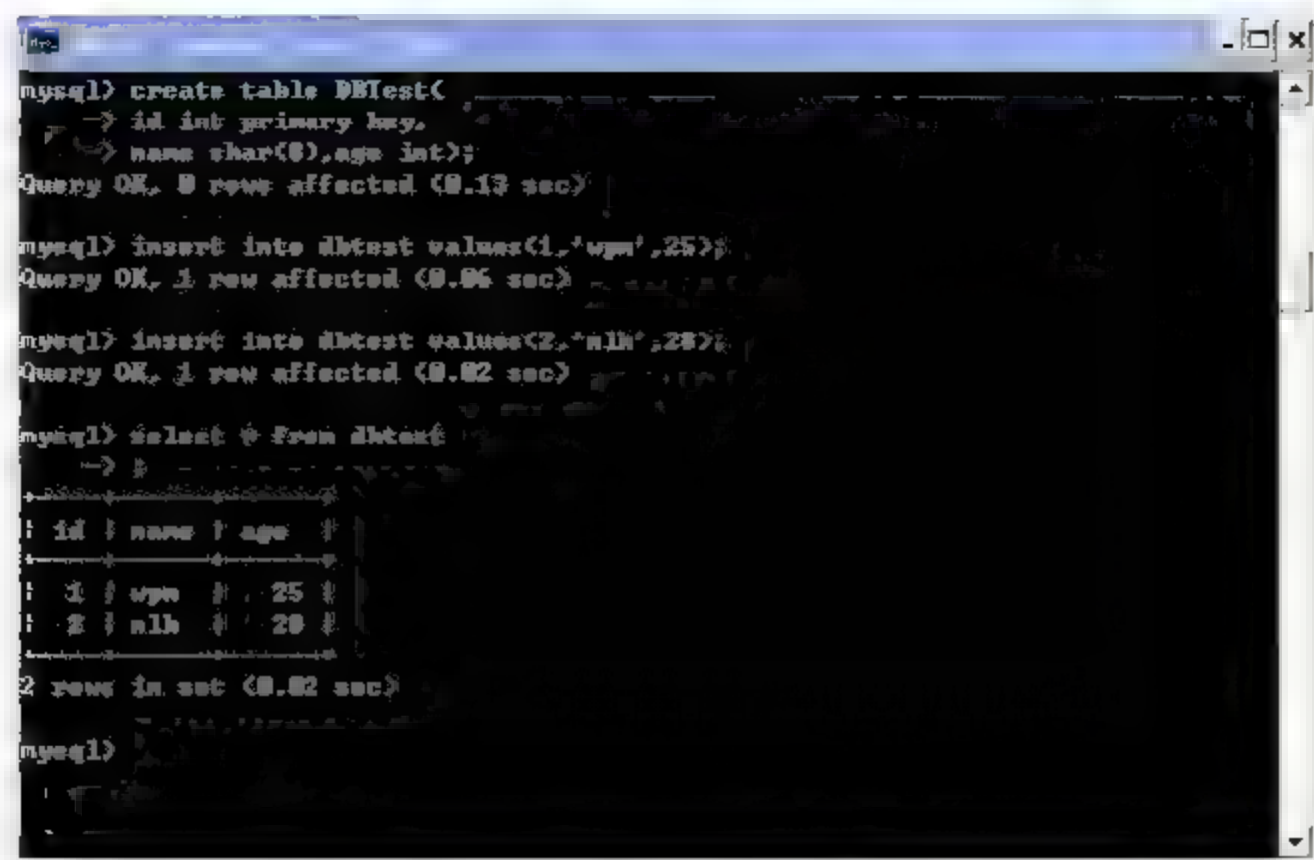 mysql> create table DBTest(
-> id int primary key,
-> name char(8),age int);
Query OK, 0 rows affected (0.13 sec)
mysql> insert into dbtest values(1,'wpm',25);
Query OK, 1 row affected (0.06 sec)
mysql> insert into dbtest values(2,'nlh',28);
Query OK, 1 row affected (0.02 sec)
mysql> select * from dbtest
-> ;
| id | name | age |
| 1 | wpm | 25 |
| 2 | nlh | 28 |
2 rows in set (0.02 sec)
mysql>